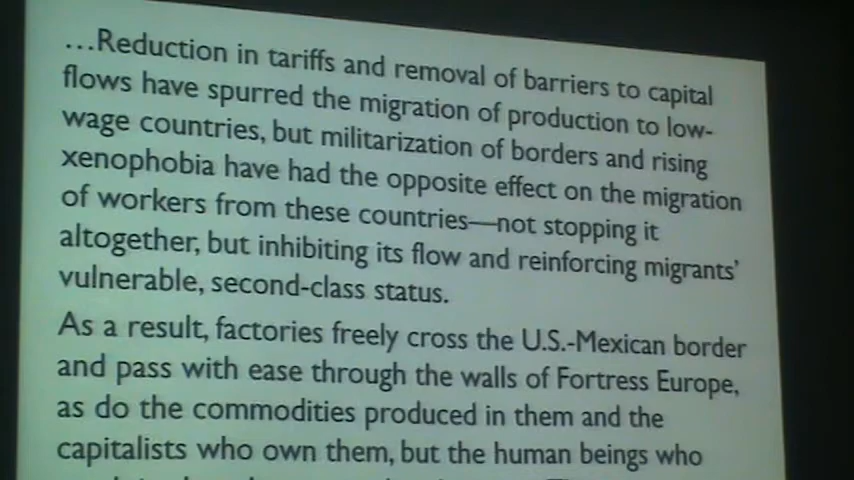 …Reduction in tariffs and removal of barriers to capital
flows have spurred the migration of production to low-
wage countries, but militarization of borders and rising
xenophobia have had the opposite effect on the migration
of workers from these countries—not stopping it
altogether, but inhibiting its flow and reinforcing migrants’
vulnerable, second-class status.
As a result, factories freely cross the U.S.-Mexican border
and pass with ease through the walls of Fortress Europe,
as do the commodities produced in them and the
capitalists who own them, but the human beings who